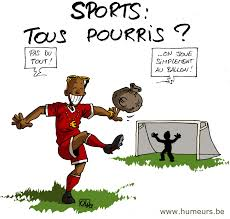 SPORTS :
TOUS POURRIS ?
PAS DU
TOUT !
...ON JOUE
SIMPLEMENT
AU BALLON !
www.humeurs.be